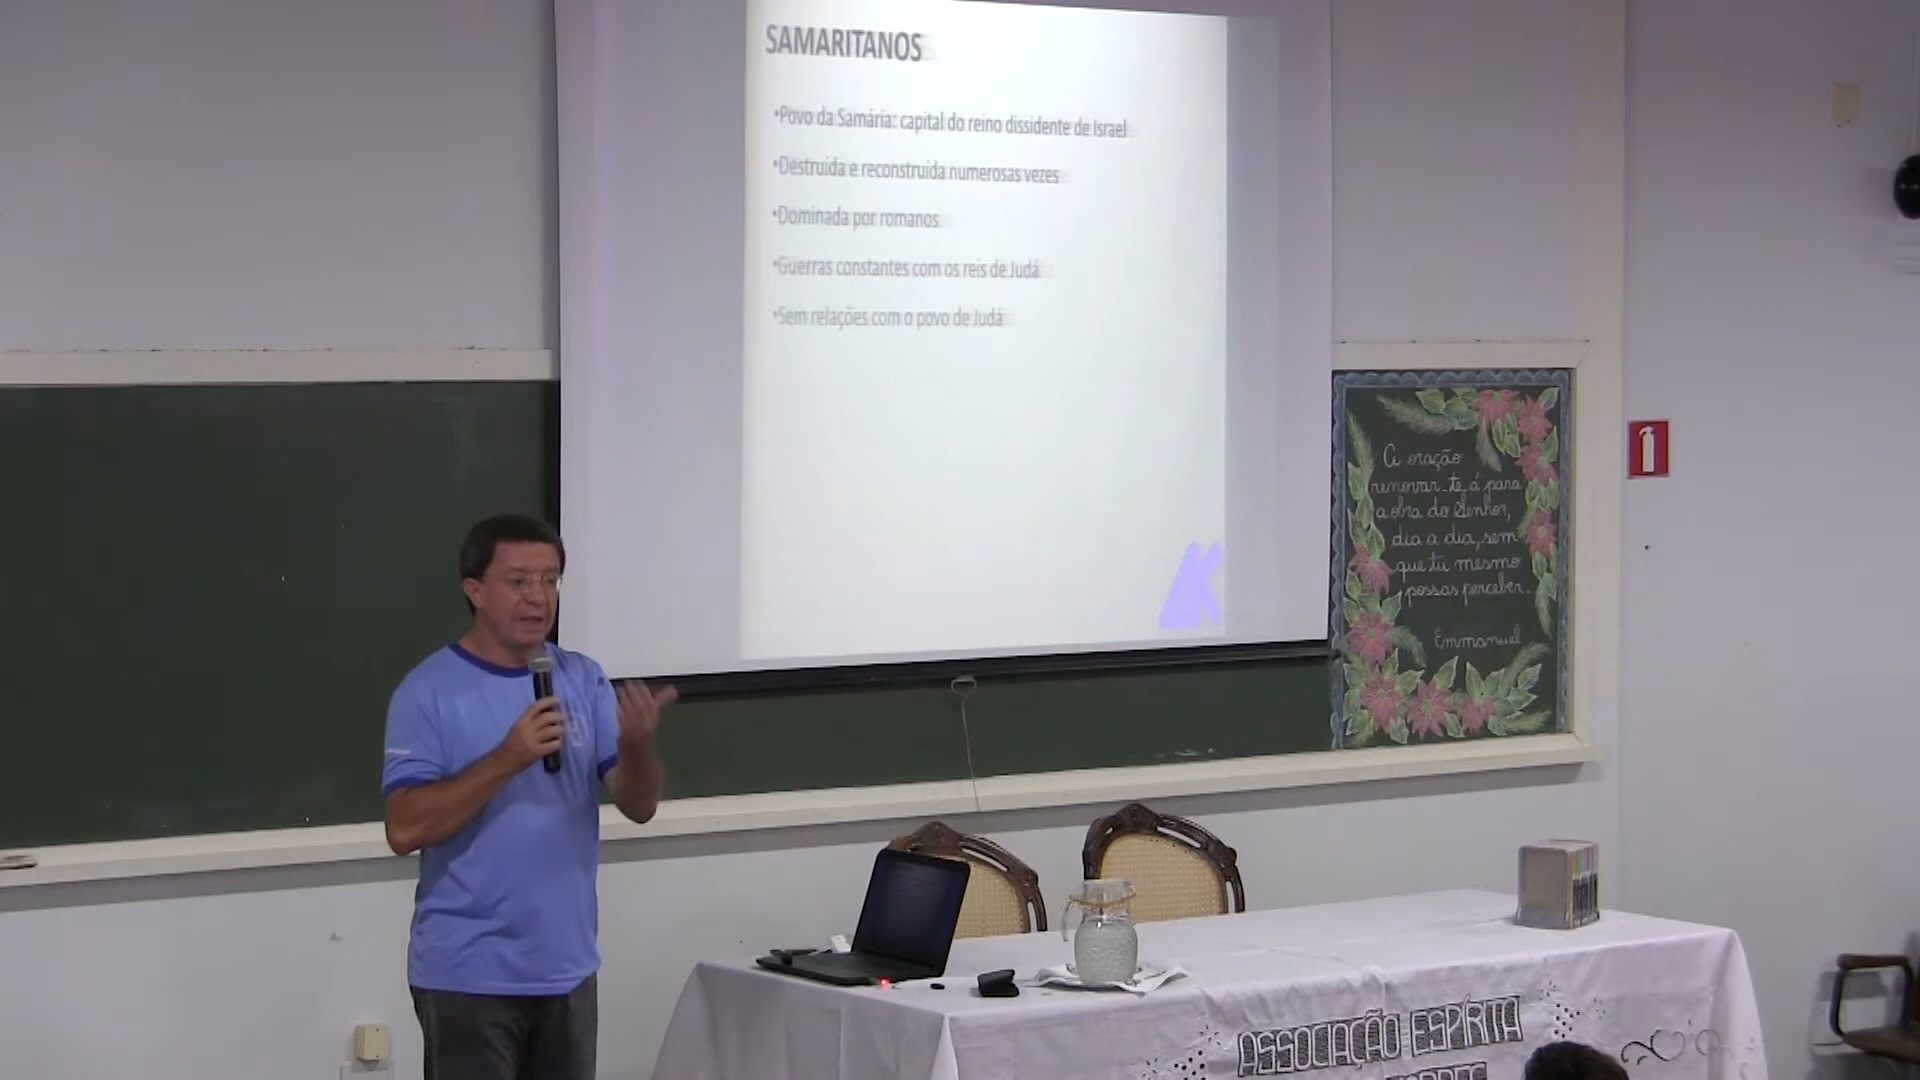 SAMARITANOS
•Povo da Samária: capital do reino dissidente de Israel
•Destruída e reconstruída numerosas vezes
•Dominada por romanos
•Guerras constantes com os reis de Judá
•Sem relações com o povo de Judá
AK
A oração
renovar-te-á para
a obra do Senhor,
dia a dia, sem
que tu mesmo
possas perceber.
Emmanuel
ASSOCIAÇÃO ESPÍRITA